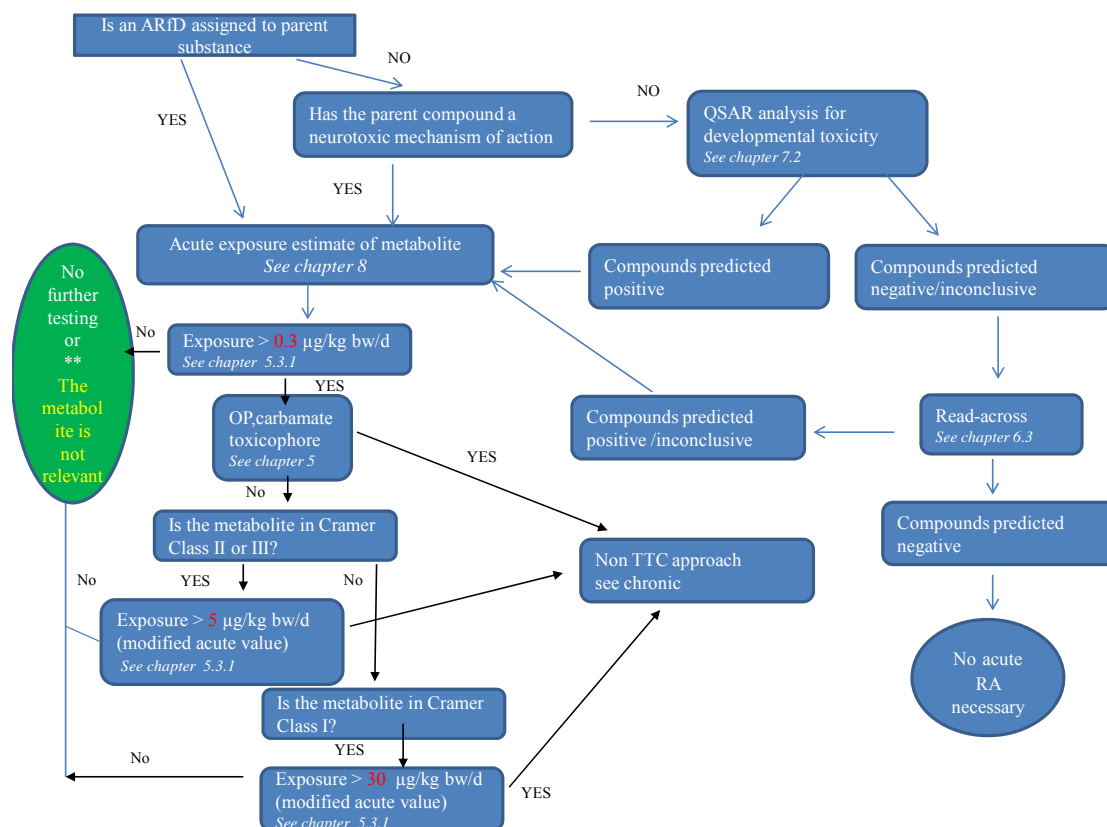 Is an ARfD assigned to parent
substance
NO
YES
Has the parent compound a
neurotoxic mechanism of action
NO
QSAR analysis for
developmental toxicity
See chapter 7.2
YES
Acute exposure estimate of metabolite
See chapter 8
Compounds predicted
positive
Compounds predicted
negative/inconclusive
No
further
testing
or
**
The
metabol
ite is
not
relevant
No
Exposure > 0.3 µg/kg bw/d
See chapter 5.3.1
YES
OP,carbamate
toxicophore
See chapter 5
YES
No
Compounds predicted
positive /inconclusive
Read-across
See chapter 6.3
Is the metabolite in Cramer
Class II or III?
Compounds predicted
negative
Non TTC approach
see chronic
No
YES
No
Exposure > 5 µg/kg bw/d
(modified acute value)
See chapter 5.3.1
No acute
RA
necessary
Is the metabolite in Cramer
Class I?
YES
No
Exposure > 30 µg/kg bw/d
(modified acute value)
See chapter 5.3.1
YES